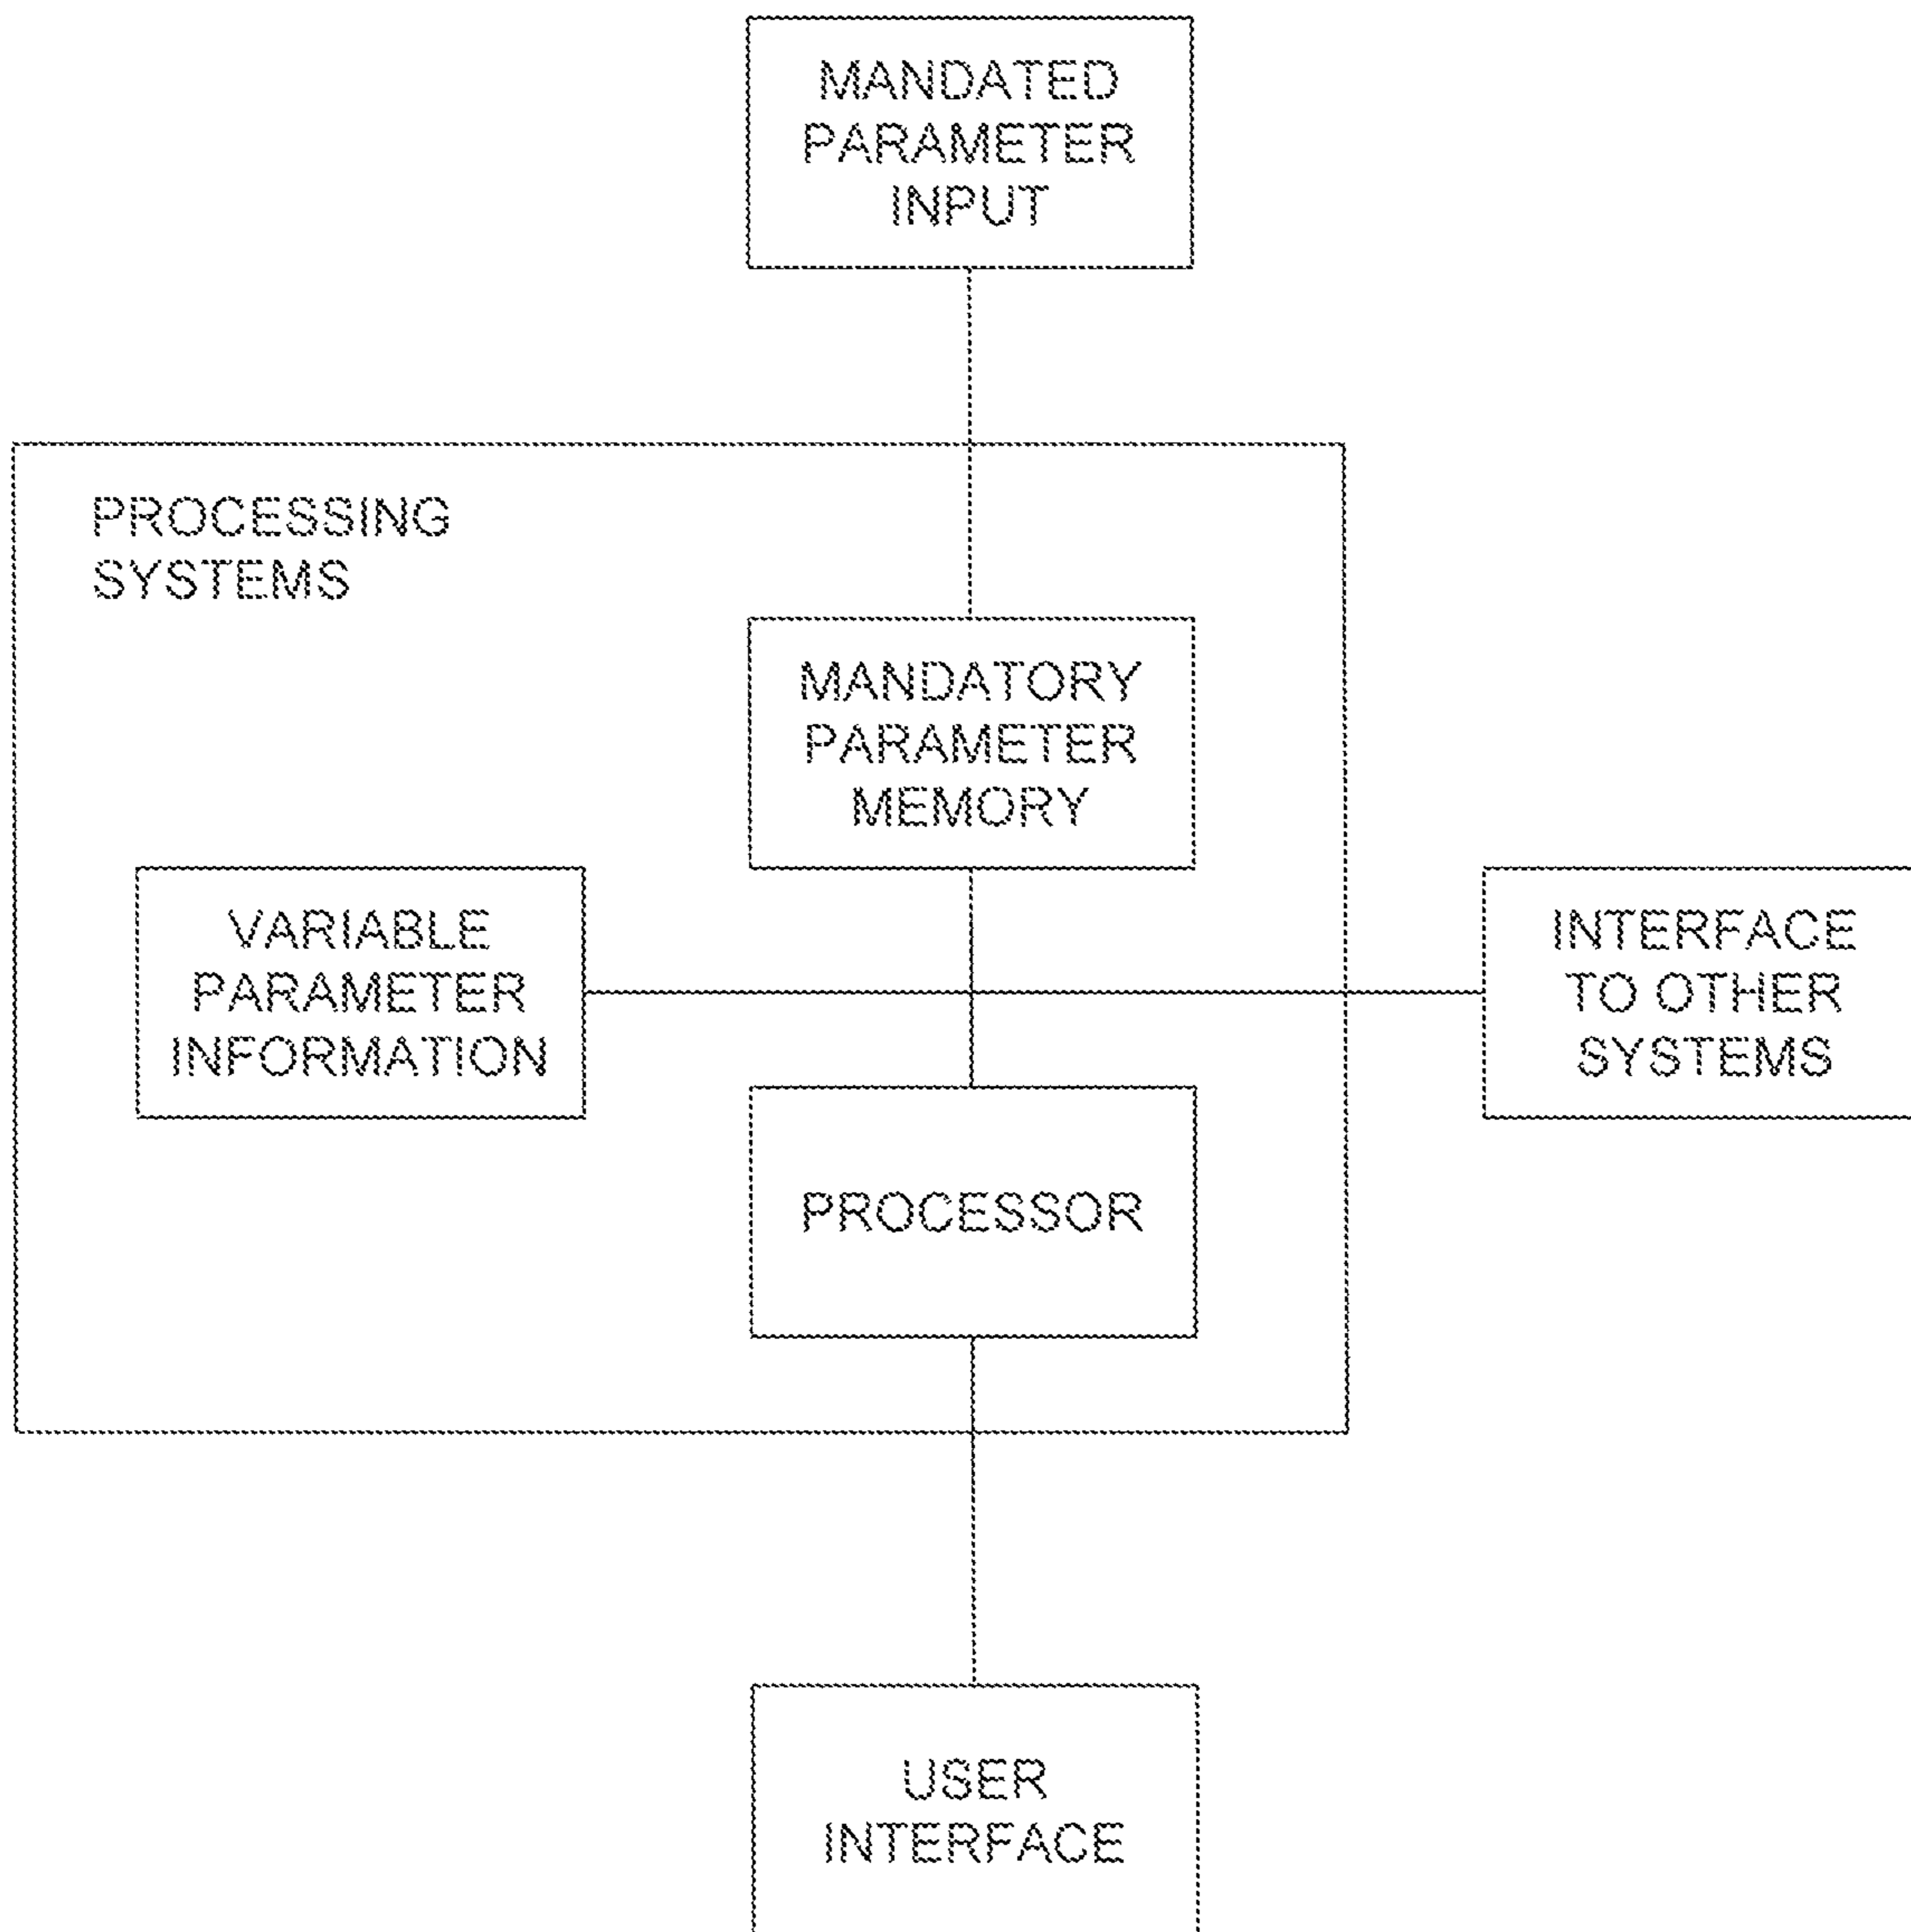 MANDATED
PARAMETER
INPUT
PROCESSING
SYSTEMS
MANDATORY
PARAMETER
MEMORY
VARIABLE
PARAMETER
INFORMATION
INTERFACE
TO OTHER
SYSTEMS
PROCESSOR
USER
INTERFACE